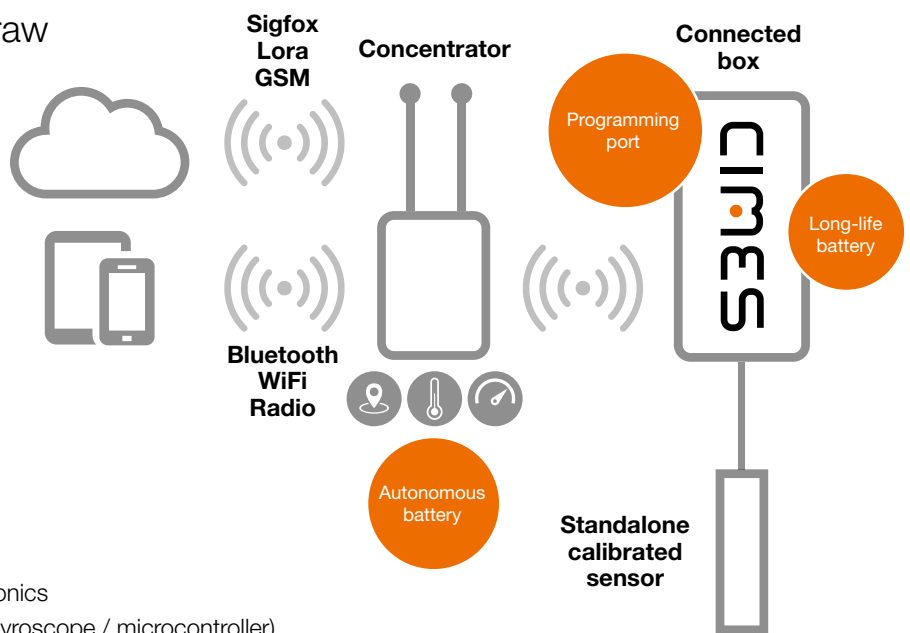 raw
Sigfox
Lora
GSM
Concentrator
Connected
box
Programming
port
CIMES
Long-life
battery
Bluetooth
WiFi
Radio
Autonomous
battery
Standalone
calibrated
sensor
onics
yroscope / microcontroller)